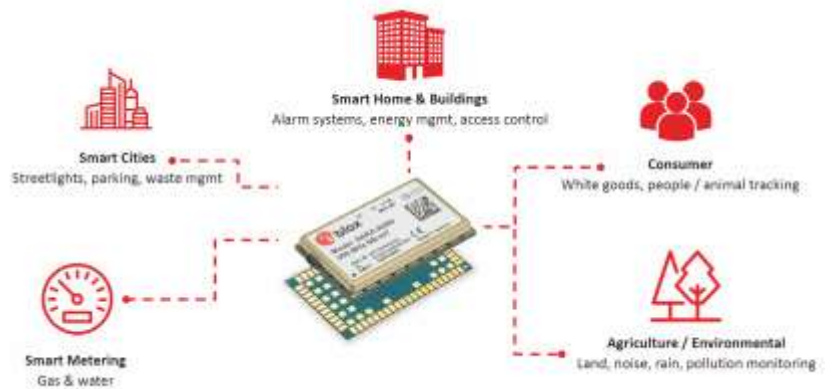 Smart Home & Buildings
Alarm systems, energy mgmt, access control
Smart Cities
Streetlights, parking, waste mgmt
Consumer
White goods, people / animal tracking
blox
Model:
Smart Metering
Gas & water
Agriculture / Environmental
Land, noise, rain, pollution monitoring